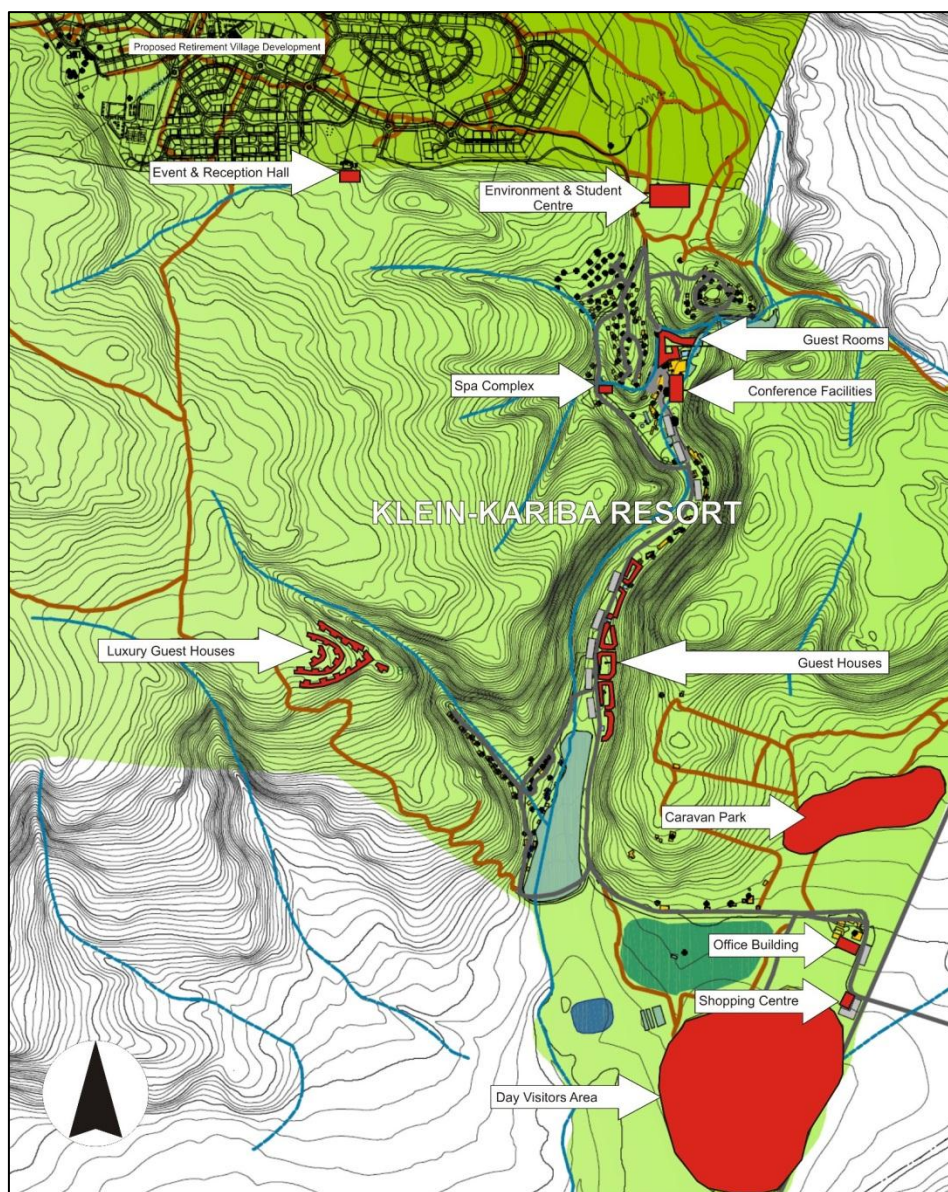 Proposed Retirement Village Development
Event & Reception Hall
Environment & Student
Centre
Guest Rooms
Spa Complex
Conference Facilities
KLEIN-KARIBA RESORT
Luxury Guest Houses
Guest Houses
Caravan Park
Office Building
Shopping Centre
Day Visitors Area